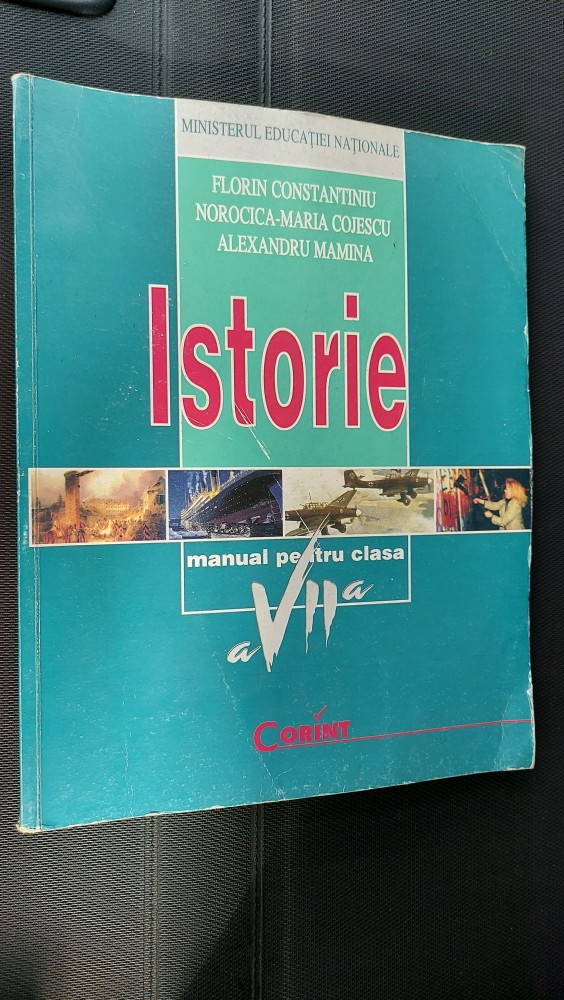 MINISTERUL EDUCAȚIEI NAȚIONALE
FLORIN CONSTANTINIU
NOROCICA-MARIA COJESCU
ALEXANDRU MAMINA
Istorie
manual pentru clasa
a VII a
CORINT